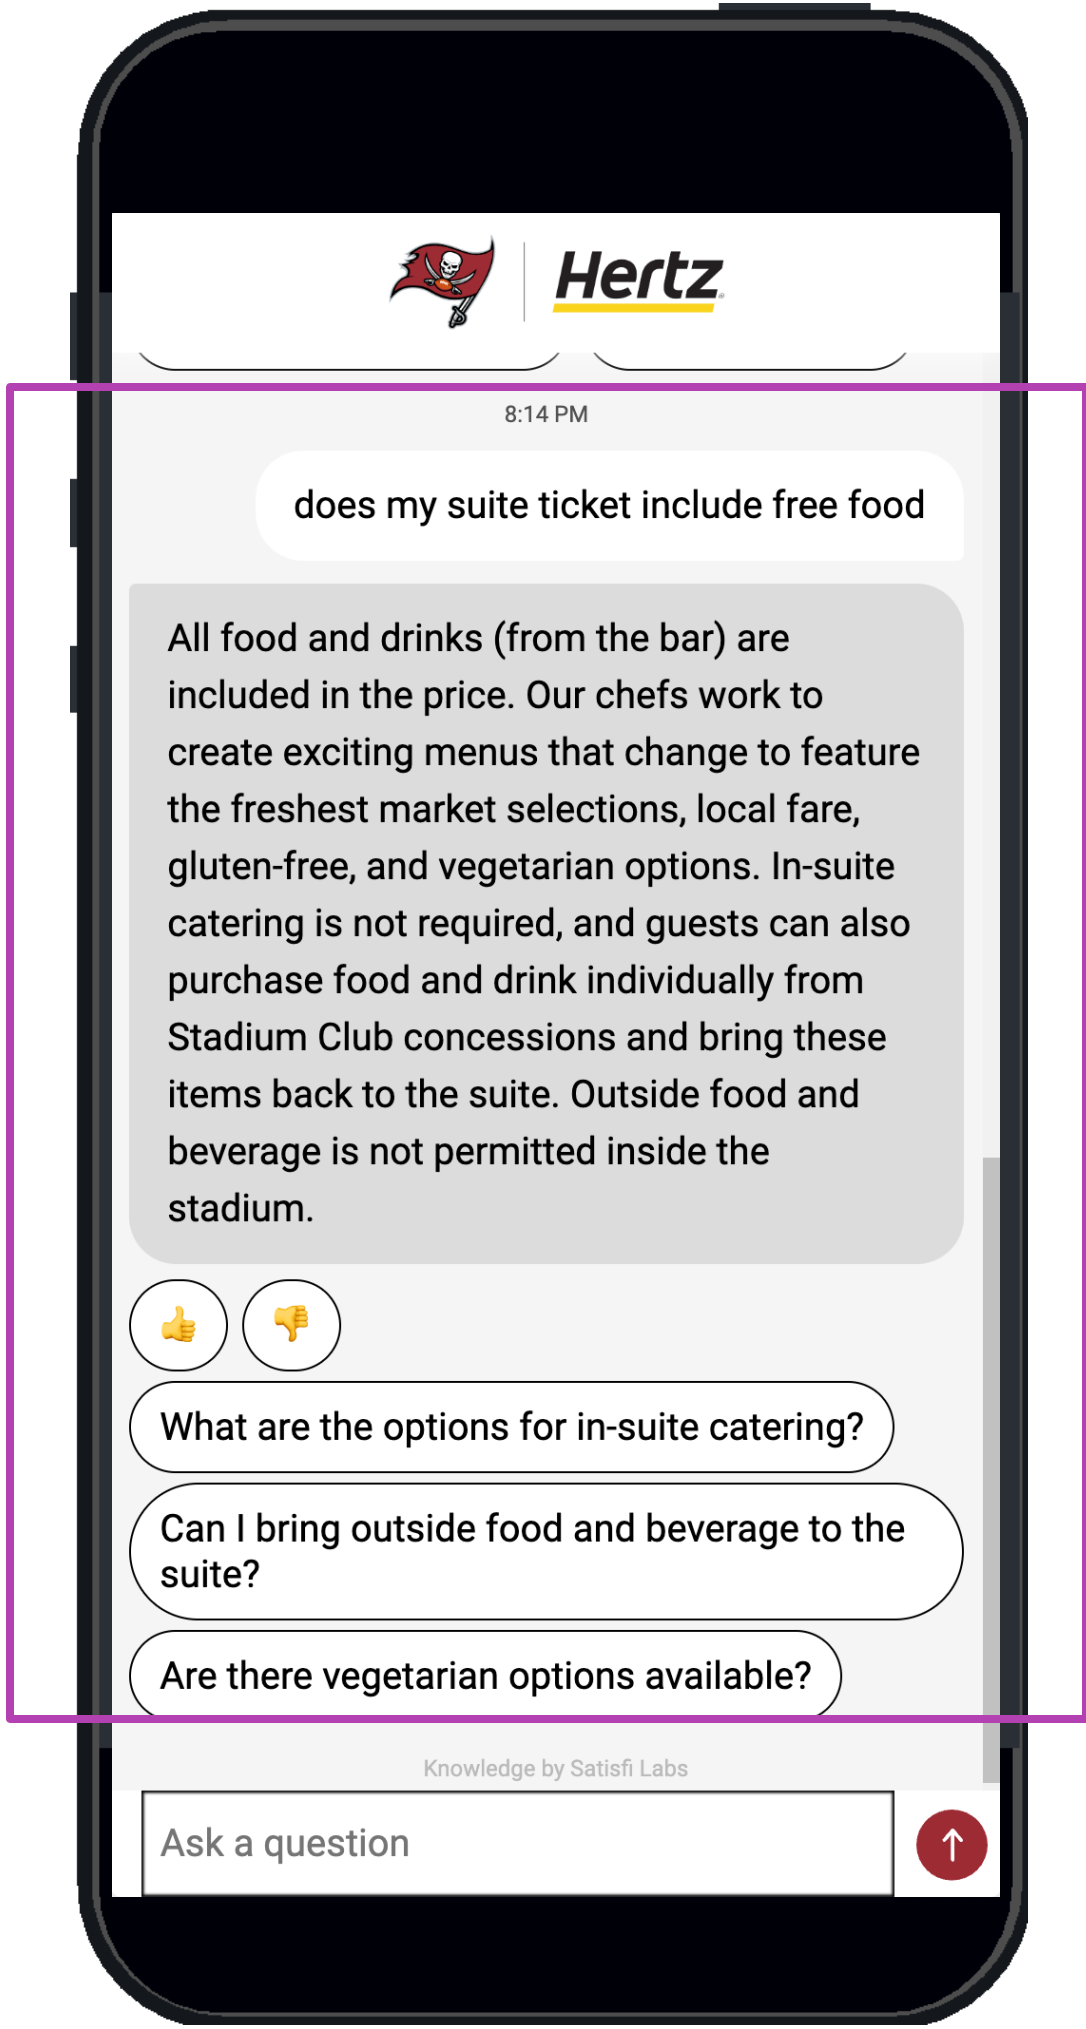 Hertz
8:14 PM
does my suite ticket include free food
All food and drinks (from the bar) are
included in the price. Our chefs work to
create exciting menus that change to feature
the freshest market selections, local fare,
gluten-free, and vegetarian options. In-suite
catering is not required, and guests can also
purchase food and drink individually from
Stadium Club concessions and bring these
items back to the suite. Outside food and
beverage is not permitted inside the
stadium.
What are the options for in-suite catering?
Can I bring outside food and beverage to the
suite?
Are there vegetarian options available?
Knowledge by Satisfi Labs
Ask a question